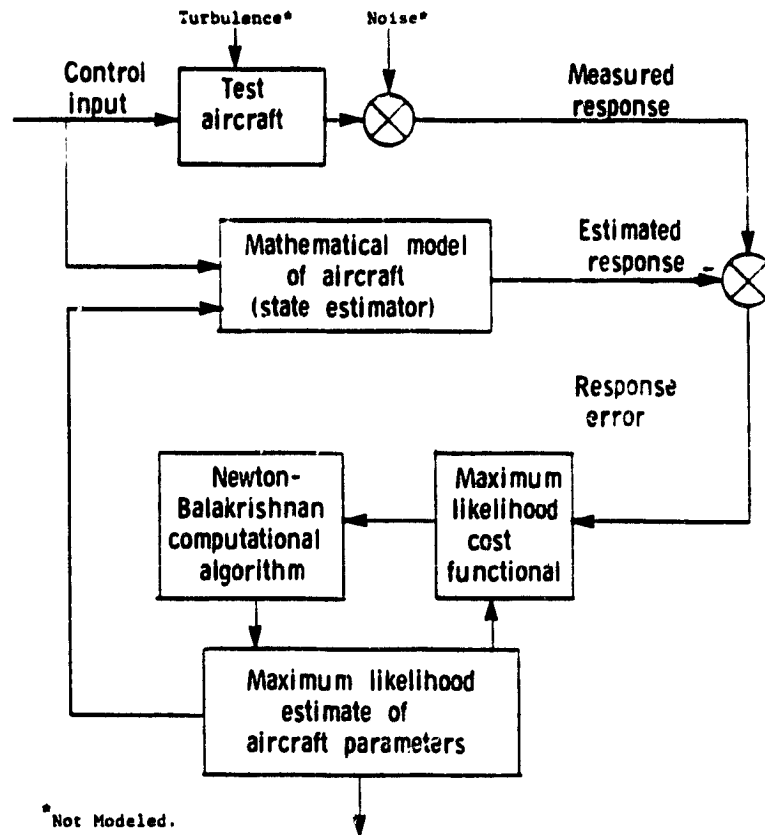 Turbulence*
Noise*
Control
input
Test
aircraft
Measured
response
Mathematical model
of aircraft
(state estimator)
Estimated
response
-
Response
error
Newton-
Balakrishnan
computational
algorithm
Maximum
likelihood
cost
functional
Maximum likelihood
estimate of
aircraft parameters
*Not Modeled.